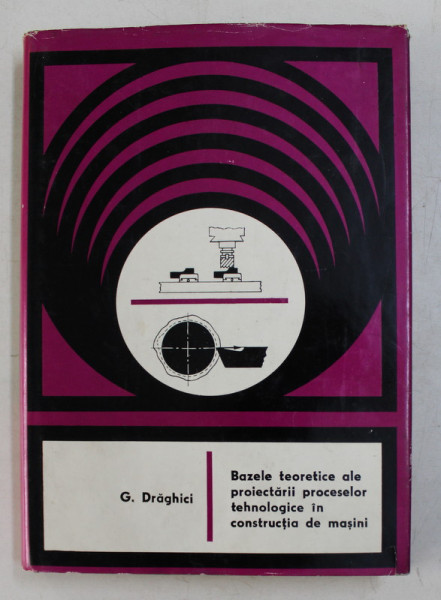 G. Drăghici
Bazele teoretice ale
proiectării proceselor
tehnologice în
construcția de mașini